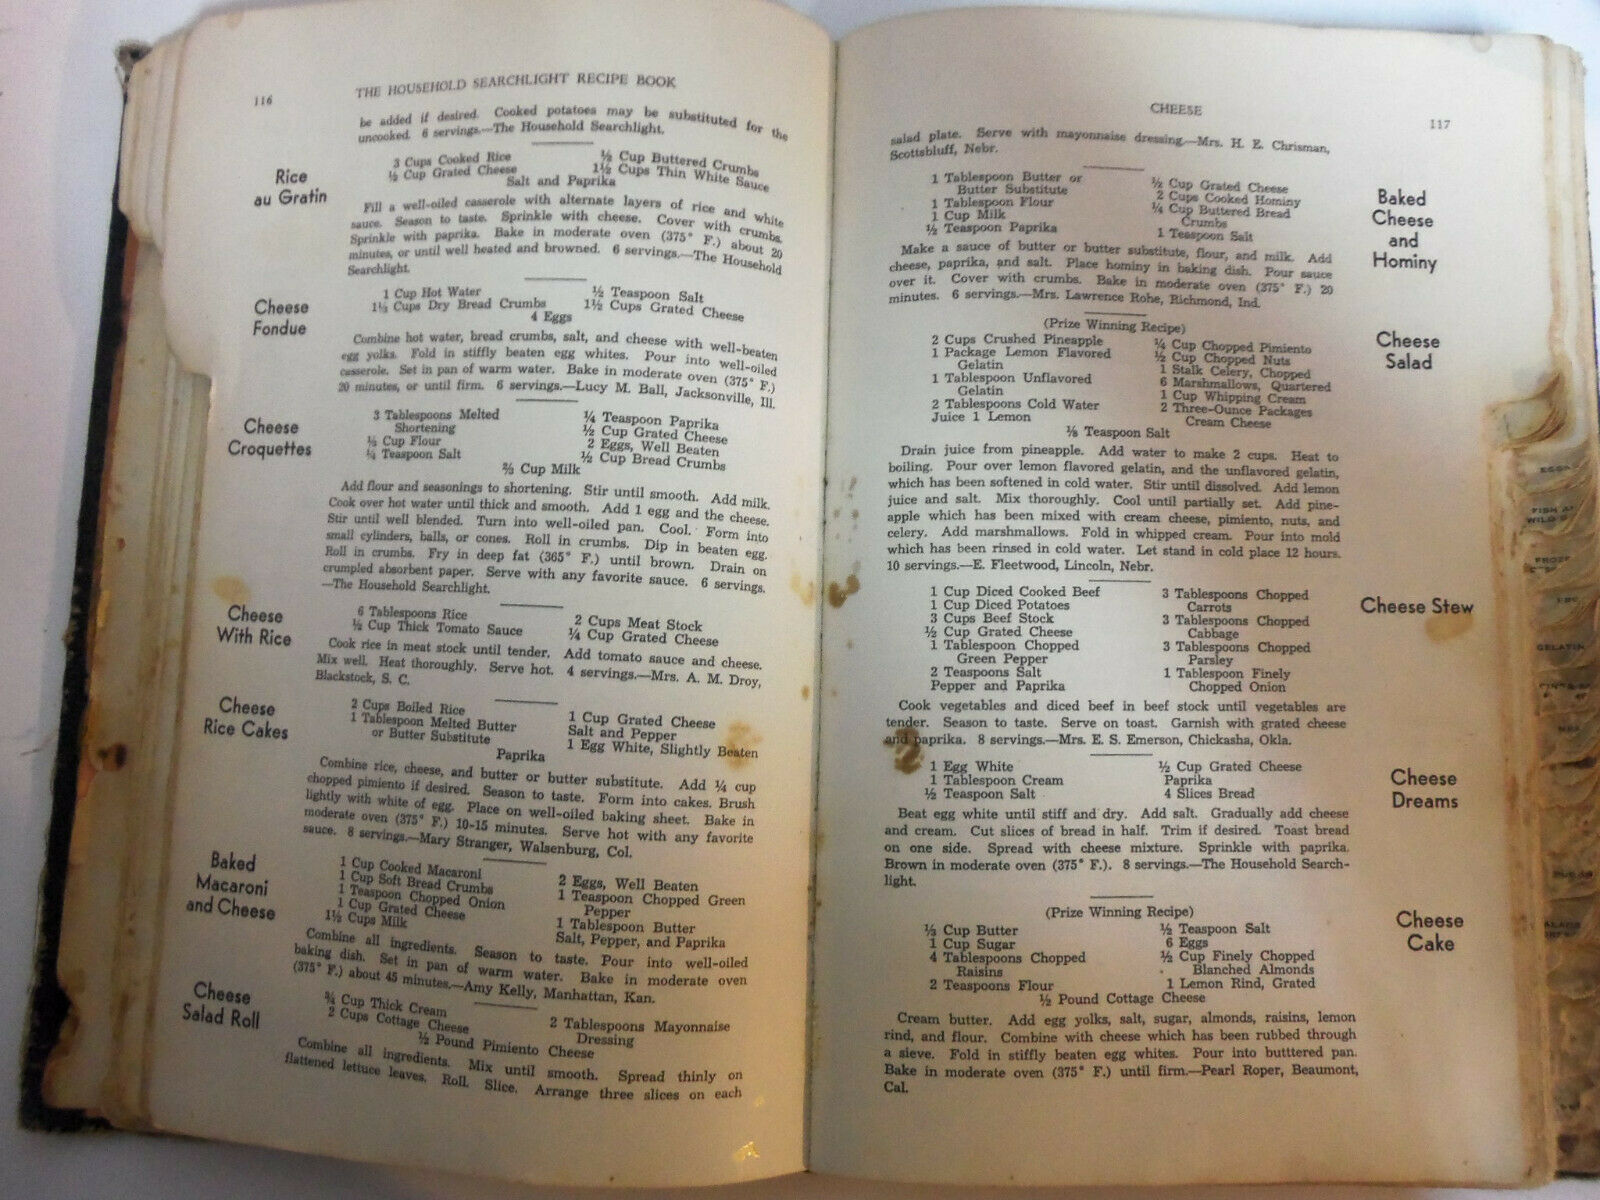 116
THE HOUSEHOLD SEARCHLIGHT RECIPE BOOK
be added if desired. Cooked potatoes may be substituted for the
uncooked. 6 servings.—The Household Searchlight.
Rice
au Gratin
3 Cups Cooked Rice
½ Cup Grated Cheese
½ Cup Buttered Crumbs
1½ Cups Thin White Sauce
Salt and Paprika
Fill a well-oiled casserole with alternate layers of rice and white
sauce. Season to taste. Sprinkle with cheese. Cover with crumbs.
Sprinkle with paprika. Bake in moderate oven (375° F.) about 20
minutes, or until well heated and browned. 6 servings.—The Household
Searchlight.
Cheese
Fondue
1 Cup Hot Water
1⅓ Cups Dry Bread Crumbs
½ Teaspoon Salt
1½ Cups Grated Cheese
4 Eggs
Combine hot water, bread crumbs, salt, and cheese with well-beaten
egg yolks. Fold in stiffly beaten egg whites. Pour into well-oiled
casserole. Set in pan of warm water. Bake in moderate oven (375° F.)
20 minutes, or until firm. 6 servings.—Lucy M. Ball, Jacksonville, Ill.
Cheese
Croquettes
3 Tablespoons Melted
Shortening
⅓ Cup Flour
¼ Teaspoon Salt
¼ Teaspoon Paprika
½ Cup Grated Cheese
2 Eggs, Well Beaten
½ Cup Bread Crumbs
⅔ Cup Milk
Add flour and seasonings to shortening. Stir until smooth. Add milk.
Cook over hot water until thick and smooth. Add 1 egg and the cheese.
Stir until well blended. Turn into well-oiled pan. Cool. Form into
small cylinders, balls, or cones. Roll in crumbs. Dip in beaten egg.
Roll in crumbs. Fry in deep fat (365° F.) until brown. Drain on
crumpled absorbent paper. Serve with any favorite sauce. 6 servings.
—The Household Searchlight.
Cheese
With Rice
6 Tablespoons Rice
½ Cup Thick Tomato Sauce
2 Cups Meat Stock
¼ Cup Grated Cheese
Cook rice in meat stock until tender. Add tomato sauce and cheese.
Mix well. Heat thoroughly. Serve hot. 4 servings.—Mrs. A. M. Droy,
Blackstock, S. C.
Cheese
Rice Cakes
2 Cups Boiled Rice
1 Tablespoon Melted Butter
or Butter Substitute
1 Cup Grated Cheese
Salt and Pepper
1 Egg White, Slightly Beaten
Paprika
Combine rice, cheese, and butter or butter substitute. Add ¼ cup
chopped pimiento if desired. Season to taste. Form into cakes. Brush
lightly with white of egg. Place on well-oiled baking sheet. Bake in
moderate oven (375° F.) 10-15 minutes. Serve hot with any favorite
sauce. 8 servings.—Mary Stranger, Walsenburg, Col.
Baked
Macaroni
and Cheese
1 Cup Cooked Macaroni
1 Cup Soft Bread Crumbs
1 Teaspoon Chopped Onion
1 Cup Grated Cheese
1½ Cups Milk
2 Eggs, Well Beaten
1 Teaspoon Chopped Green
Pepper
1 Tablespoon Butter
Salt, Pepper, and Paprika
Combine all ingredients. Season to taste. Pour into well-oiled
baking dish. Set in pan of warm water. Bake in moderate oven
(375° F.) about 45 minutes.—Amy Kelly, Manhattan, Kan.
Cheese
Salad Roll
¾ Cup Thick Cream
2 Cups Cottage Cheese
2 Tablespoons Mayonnaise
Dressing
½ Pound Pimiento Cheese
Combine all ingredients. Mix until smooth. Spread thinly on
flattened lettuce leaves. Roll. Slice. Arrange three slices on each
CHEESE
117
salad plate. Serve with mayonnaise dressing.—Mrs. H. E. Chrisman,
Scottsbluff, Nebr.
Baked
Cheese
and
Hominy
1 Tablespoon Butter or
Butter Substitute
1 Tablespoon Flour
1 Cup Milk
½ Teaspoon Paprika
½ Cup Grated Cheese
2 Cups Cooked Hominy
¼ Cup Buttered Bread
Crumbs
1 Teaspoon Salt
Make a sauce of butter or butter substitute, flour, and milk. Add
cheese, paprika, and salt. Place hominy in baking dish. Pour sauce
over it. Cover with crumbs. Bake in moderate oven (375° F.) 20
minutes. 6 servings.—Mrs. Lawrence Rohe, Richmond, Ind.
Cheese
Salad
(Prize Winning Recipe)
2 Cups Crushed Pineapple
1 Package Lemon Flavored
Gelatin
1 Tablespoon Unflavored
Gelatin
2 Tablespoons Cold Water
Juice 1 Lemon
¼ Cup Chopped Pimiento
½ Cup Chopped Nuts
1 Stalk Celery, Chopped
6 Marshmallows, Quartered
1 Cup Whipping Cream
2 Three-Ounce Packages
Cream Cheese
⅛ Teaspoon Salt
Drain juice from pineapple. Add water to make 2 cups. Heat to
boiling. Pour over lemon flavored gelatin, and the unflavored gelatin,
which has been softened in cold water. Stir until dissolved. Add lemon
juice and salt. Mix thoroughly. Cool until partially set. Add pine-
apple which has been mixed with cream cheese, pimiento, nuts, and
celery. Add marshmallows. Fold in whipped cream. Pour into mold
which has been rinsed in cold water. Let stand in cold place 12 hours.
10 servings.—E. Fleetwood, Lincoln, Nebr.
Cheese Stew
1 Cup Diced Cooked Beef
1 Cup Diced Potatoes
3 Cups Beef Stock
½ Cup Grated Cheese
1 Tablespoon Chopped
Green Pepper
2 Teaspoons Salt
Pepper and Paprika
3 Tablespoons Chopped
Carrots
3 Tablespoons Chopped
Cabbage
3 Tablespoons Chopped
Parsley
1 Tablespoon Finely
Chopped Onion
Cook vegetables and diced beef in beef stock until vegetables are
tender. Season to taste. Serve on toast. Garnish with grated cheese
and paprika. 8 servings.—Mrs. E. S. Emerson, Chickasha, Okla.
Cheese
Dreams
1 Egg White
1 Tablespoon Cream
½ Teaspoon Salt
½ Cup Grated Cheese
Paprika
4 Slices Bread
Beat egg white until stiff and dry. Add salt. Gradually add cheese
and cream. Cut slices of bread in half. Trim if desired. Toast bread
on one side. Spread with cheese mixture. Sprinkle with paprika.
Brown in moderate oven (375° F.). 8 servings.—The Household Search-
light.
Cheese
Cake
(Prize Winning Recipe)
⅓ Cup Butter
1 Cup Sugar
4 Tablespoons Chopped
Raisins
2 Teaspoons Flour
½ Teaspoon Salt
6 Eggs
½ Cup Finely Chopped
Blanched Almonds
1 Lemon Rind, Grated
½ Pound Cottage Cheese
Cream butter. Add egg yolks, salt, sugar, almonds, raisins, lemon
rind, and flour. Combine with cheese which has been rubbed through
a sieve. Fold in stiffly beaten egg whites. Pour into butttered pan.
Bake in moderate oven (375° F.) until firm.—Pearl Roper, Beaumont,
Cal.
EGGS
GELATIN